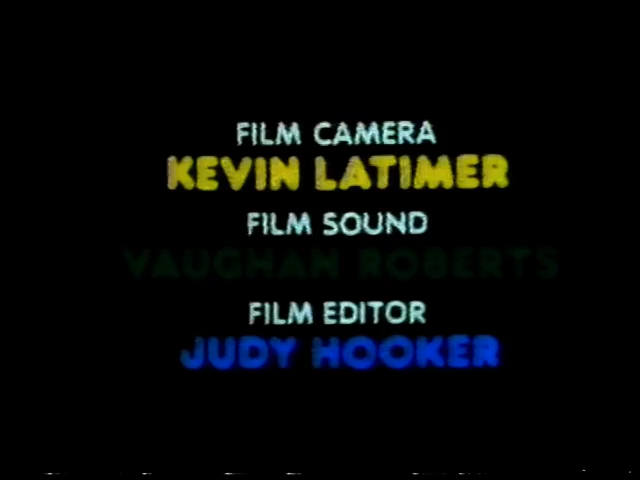 FILM CAMERA
KEVIN LATIMER
FILM SOUND
VAUGHAN ROBERTS
FILM EDITOR
JUDY HOOKER